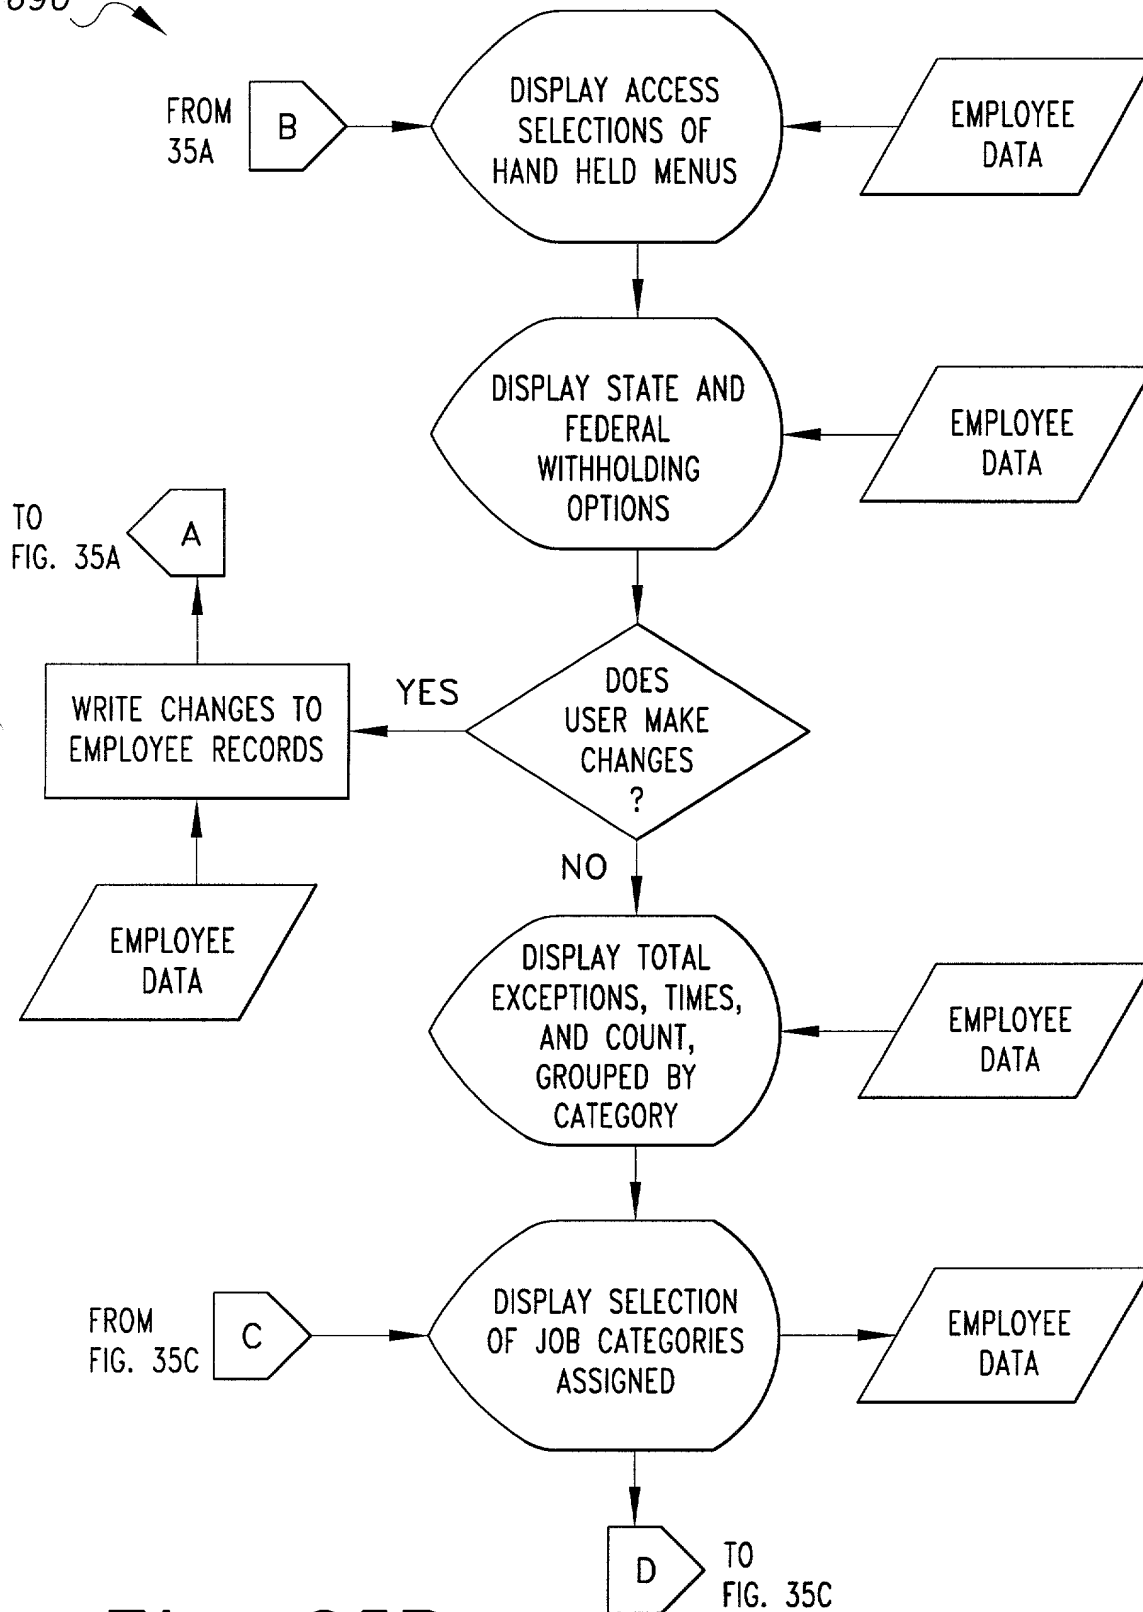 FROM
35A
B
DISPLAY ACCESS
SELECTIONS OF
HAND HELD MENUS
EMPLOYEE
DATA
DISPLAY STATE AND
FEDERAL
WITHHOLDING
OPTIONS
EMPLOYEE
DATA
TO
FIG. 35A
A
WRITE CHANGES TO
EMPLOYEE RECORDS
YES
DOES
USER MAKE
CHANGES
?
NO
EMPLOYEE
DATA
DISPLAY TOTAL
EXCEPTIONS, TIMES,
AND COUNT,
GROUPED BY
CATEGORY
EMPLOYEE
DATA
FROM
FIG. 35C
C
DISPLAY SELECTION
OF JOB CATEGORIES
ASSIGNED
EMPLOYEE
DATA
D
TO
FIG. 35C